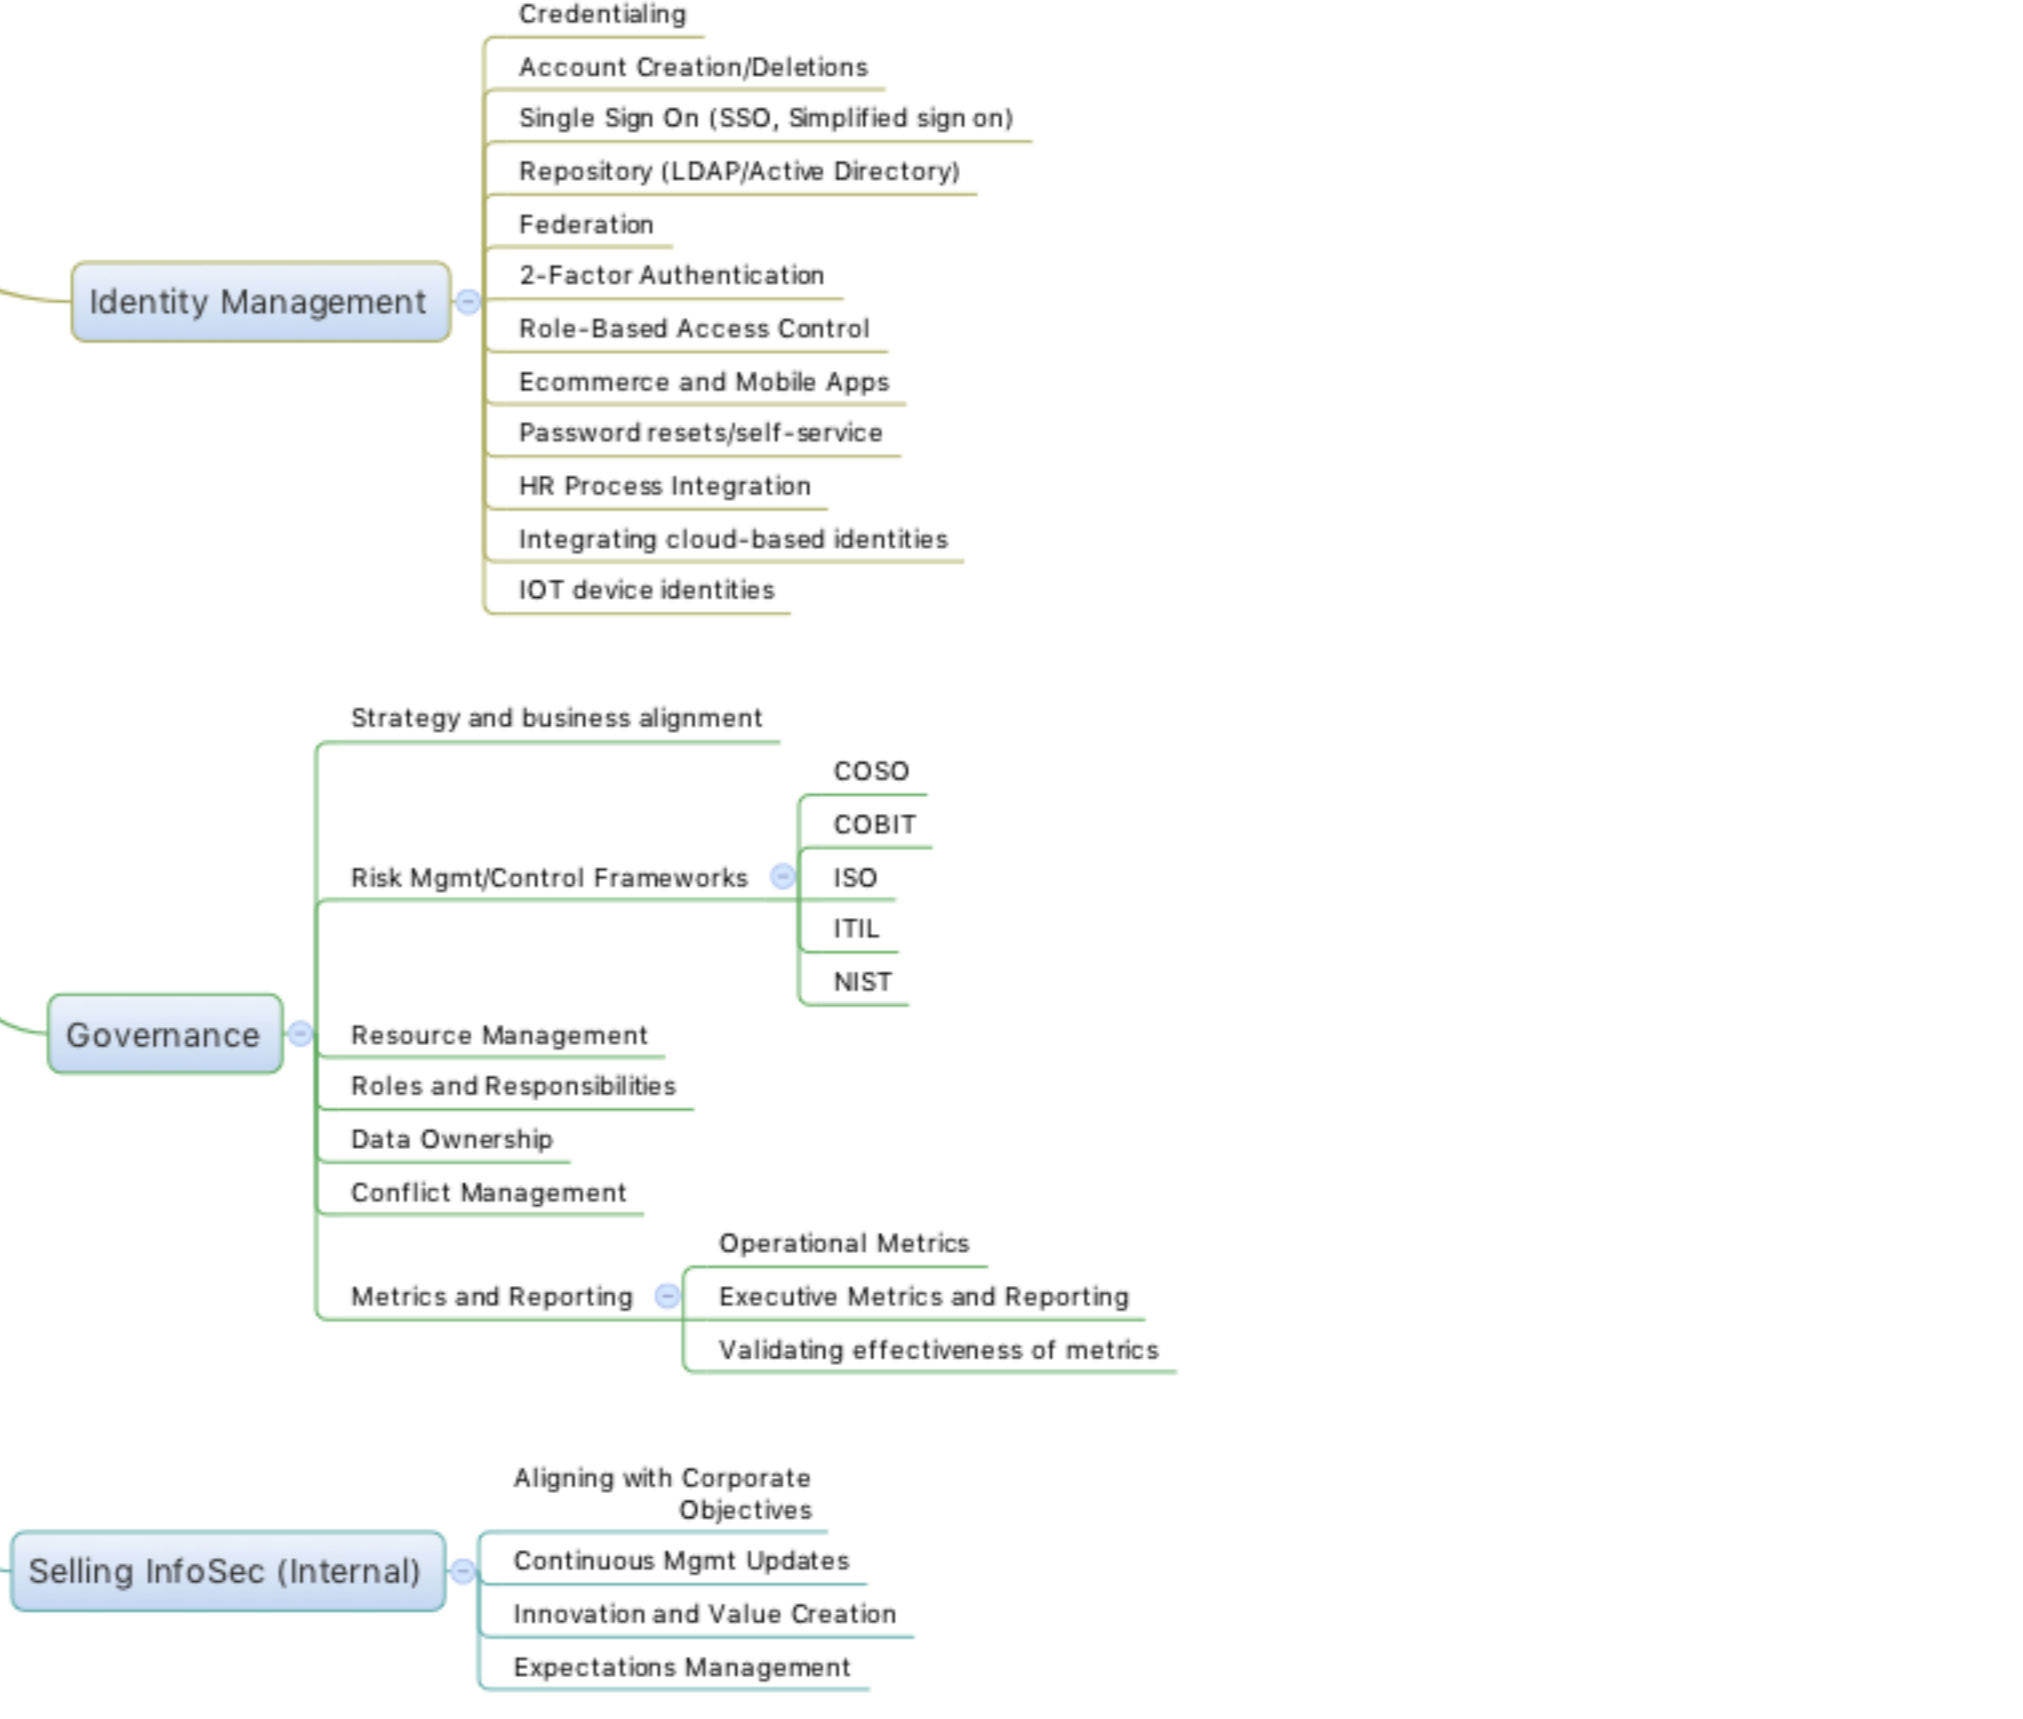 Credentialing
Account Creation/Deletions
Single Sign On (SSO, Simplified sign on)
Repository (LDAP/Active Directory)
Federation
2-Factor Authentication
Identity Management
Role-Based Access Control
Ecommerce and Mobile Apps
Password resets/self-service
HR Process Integration
Integrating cloud-based identities
IOT device identities
Strategy and business alignment
COSO
COBIT
Risk Mgmt/Control Frameworks
ISO
ITIL
NIST
Governance
Resource Management
Roles and Responsibilities
Data Ownership
Conflict Management
Operational Metrics
Metrics and Reporting
Executive Metrics and Reporting
Validating effectiveness of metrics
Aligning with Corporate
Objectives
Selling InfoSec (Internal)
Continuous Mgmt Updates
Innovation and Value Creation
Expectations Management